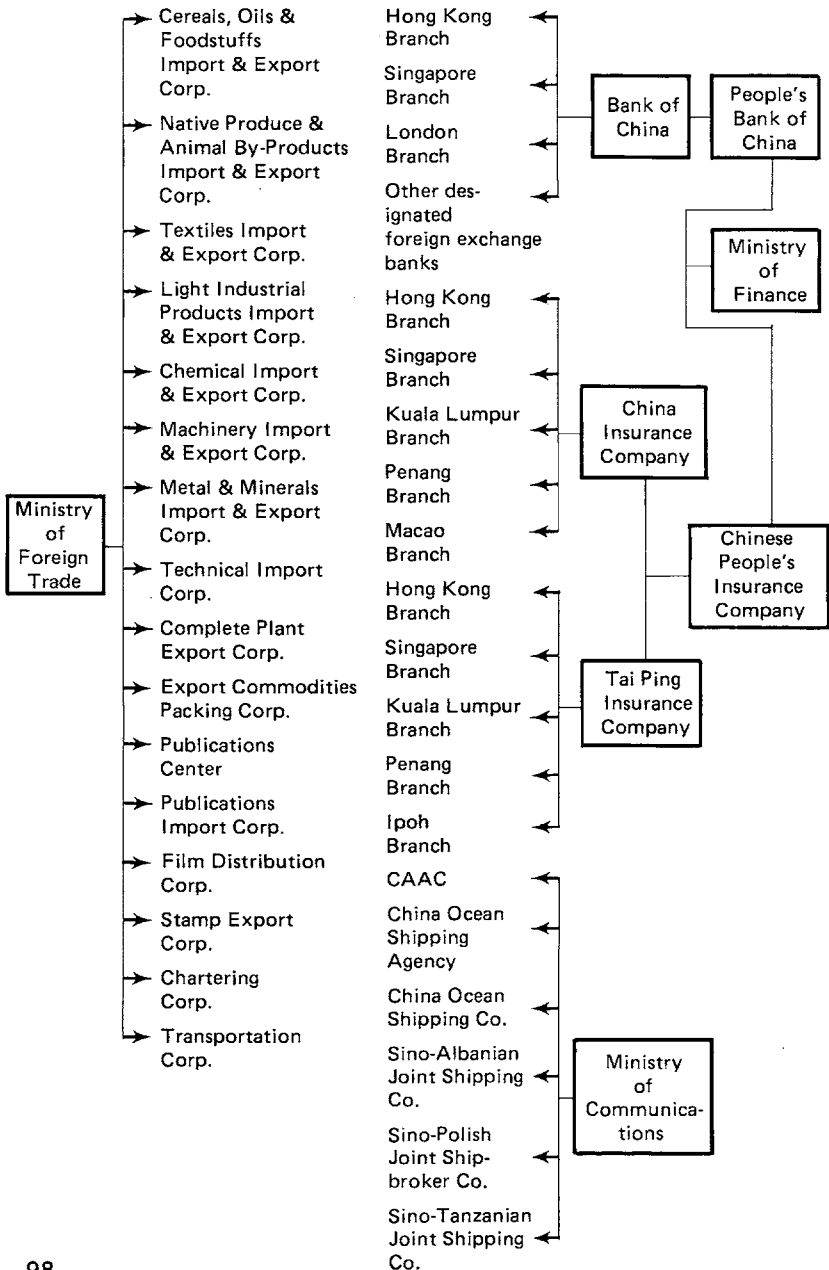 Ministry
of
Foreign
Trade
Cereals, Oils &
Foodstuffs
Import & Export
Corp.
Native Produce &
Animal By-Products
Import & Export
Corp.
Textiles Import
& Export Corp.
Light Industrial
Products Import
& Export Corp.
Chemical Import
& Export Corp.
Machinery Import
& Export Corp.
Metal & Minerals
Import & Export
Corp.
Technical Import
Corp.
Complete Plant
Export Corp.
Export Commodities
Packing Corp.
Publications
Center
Publications
Import Corp.
Film Distribution
Corp.
Stamp Export
Corp.
Chartering
Corp.
Transportation
Corp.
Hong Kong
Branch
Singapore
Branch
London
Branch
Other des-
ignated
foreign exchange
banks
Bank of
China
People's
Bank of
China
Ministry
of
Finance
Hong Kong
Branch
Singapore
Branch
Kuala Lumpur
Branch
Penang
Branch
Macao
Branch
China
Insurance
Company
Chinese
People's
Insurance
Company
Hong Kong
Branch
Singapore
Branch
Kuala Lumpur
Branch
Penang
Branch
Ipoh
Branch
Tai Ping
Insurance
Company
CAAC
China Ocean
Shipping
Agency
China Ocean
Shipping Co.
Sino-Albanian
Joint Shipping
Co.
Sino-Polish
Joint Ship-
broker Co.
Sino-Tanzanian
Joint Shipping
Co.
Ministry
of
Communica-
tions
98